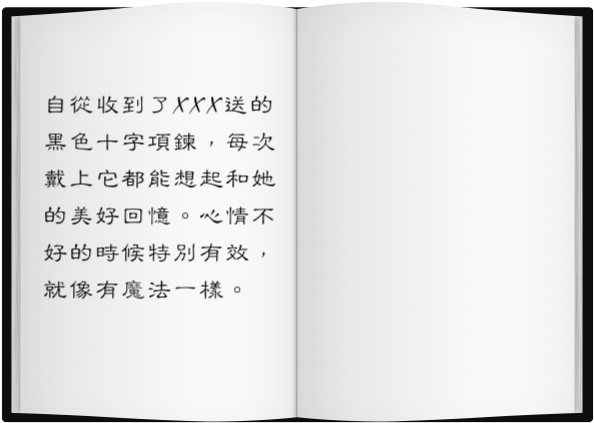 自從收到了XXX送的
黑色十字項鍊，每次
戴上它都能想起和她
的美好回憶。心情不
好的時候特別有效，
就像有魔法一樣。